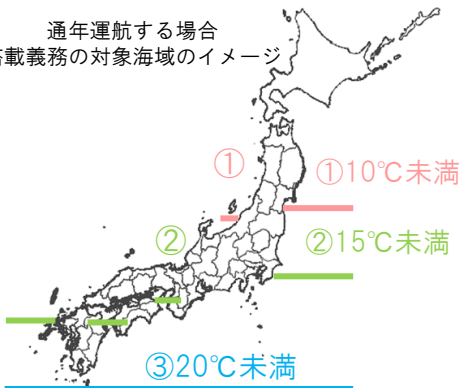 通年運航する場合
搭載義務の対象海域のイメージ
①
①10℃未満
②
②15℃未満
③20℃未満